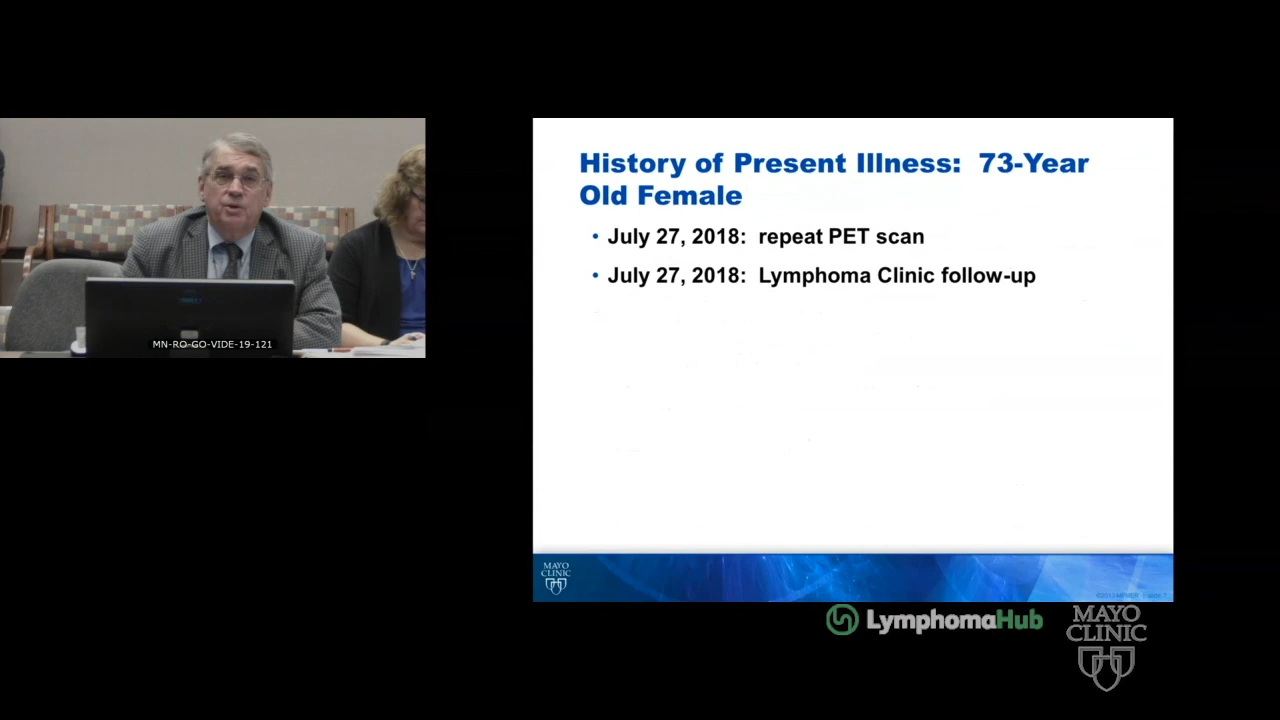 MN-RO-GO-VIDE-19-121
History of Present Illness: 73-Year
Old Female
• July 27, 2018: repeat PET scan
• July 27, 2018: Lymphoma Clinic follow-up
MAYO
CLINIC
LymphomaHub
MAYO
CLINIC